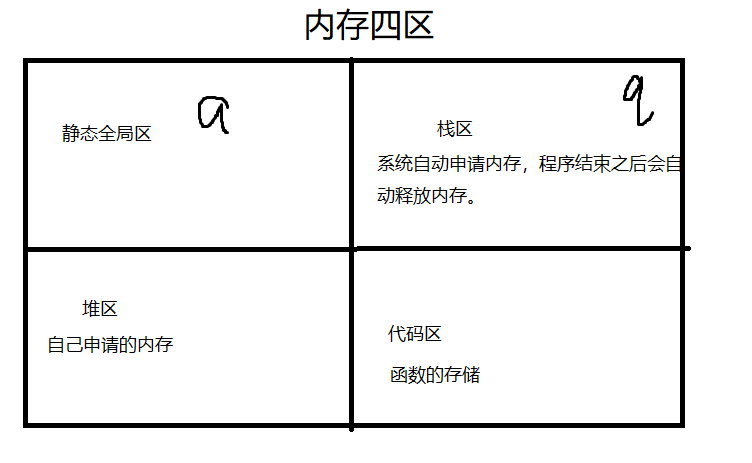 内存四区
静态全局区
a
栈区
q
系统自动申请内存，程序结束之后会自
动释放内存。
堆区
自己申请的内存
代码区
函数的存储